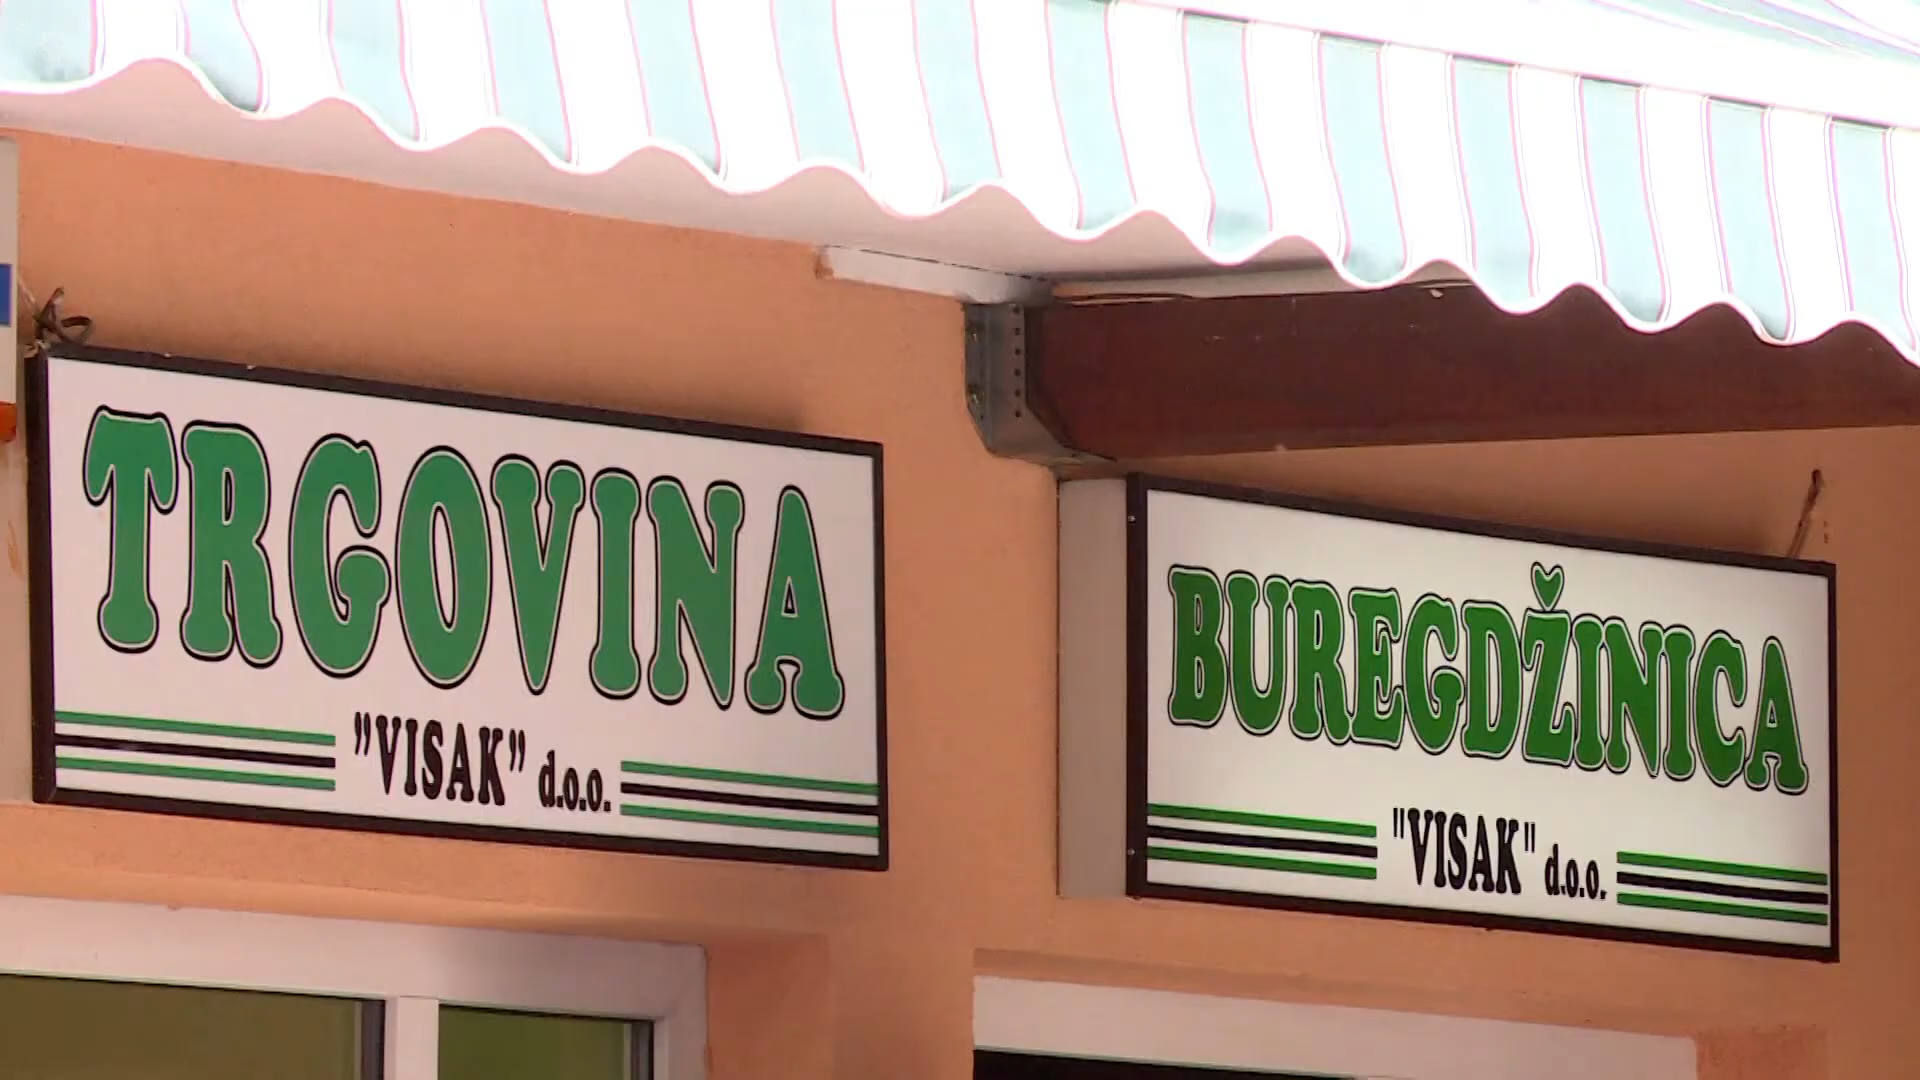 TRGOVINA
”VISAK” d.o.o.
BUREGDŽINICA
"VISAK" d.o.o.